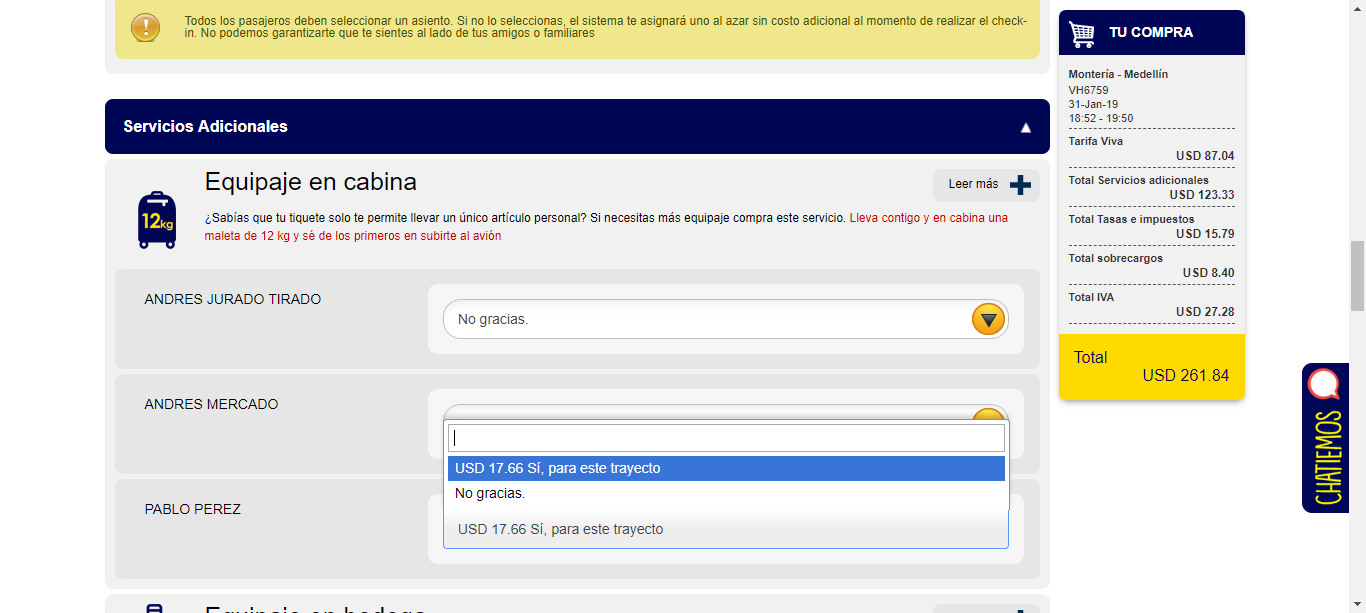 Todos los pasajeros deben seleccionar un asiento. Si no lo seleccionas, el sistema te asignará uno al azar sin costo adicional al momento de realizar el check-
in. No podemos garantizarte que te sientes al lado de tus amigos o familiares
Servicios Adicionales
Equipaje en cabina
Leer más
12kg
¿Sabías que tu tiquete solo te permite llevar un único artículo personal? Si necesitas más equipaje compra este servicio. Lleva contigo y en cabina una
maleta de 12 kg y sé de los primeros en subirte al avión
ANDRES JURADO TIRADO
No gracias.
ANDRES MERCADO
USD 17.66 Sí, para este trayecto
No gracias.
PABLO PEREZ
USD 17.66 Sí, para este trayecto
Equipaje en bodega
TU COMPRA
Montería - Medellín
VH6759
31-Jan-19
18:52 - 19:50
Tarifa Viva
USD 87.04
Total Servicios adicionales
USD 123.33
Total Tasas e impuestos
USD 15.79
Total sobrecargos
USD 8.40
Total IVA
USD 27.28
Total
USD 261.84
CHATIEMOS